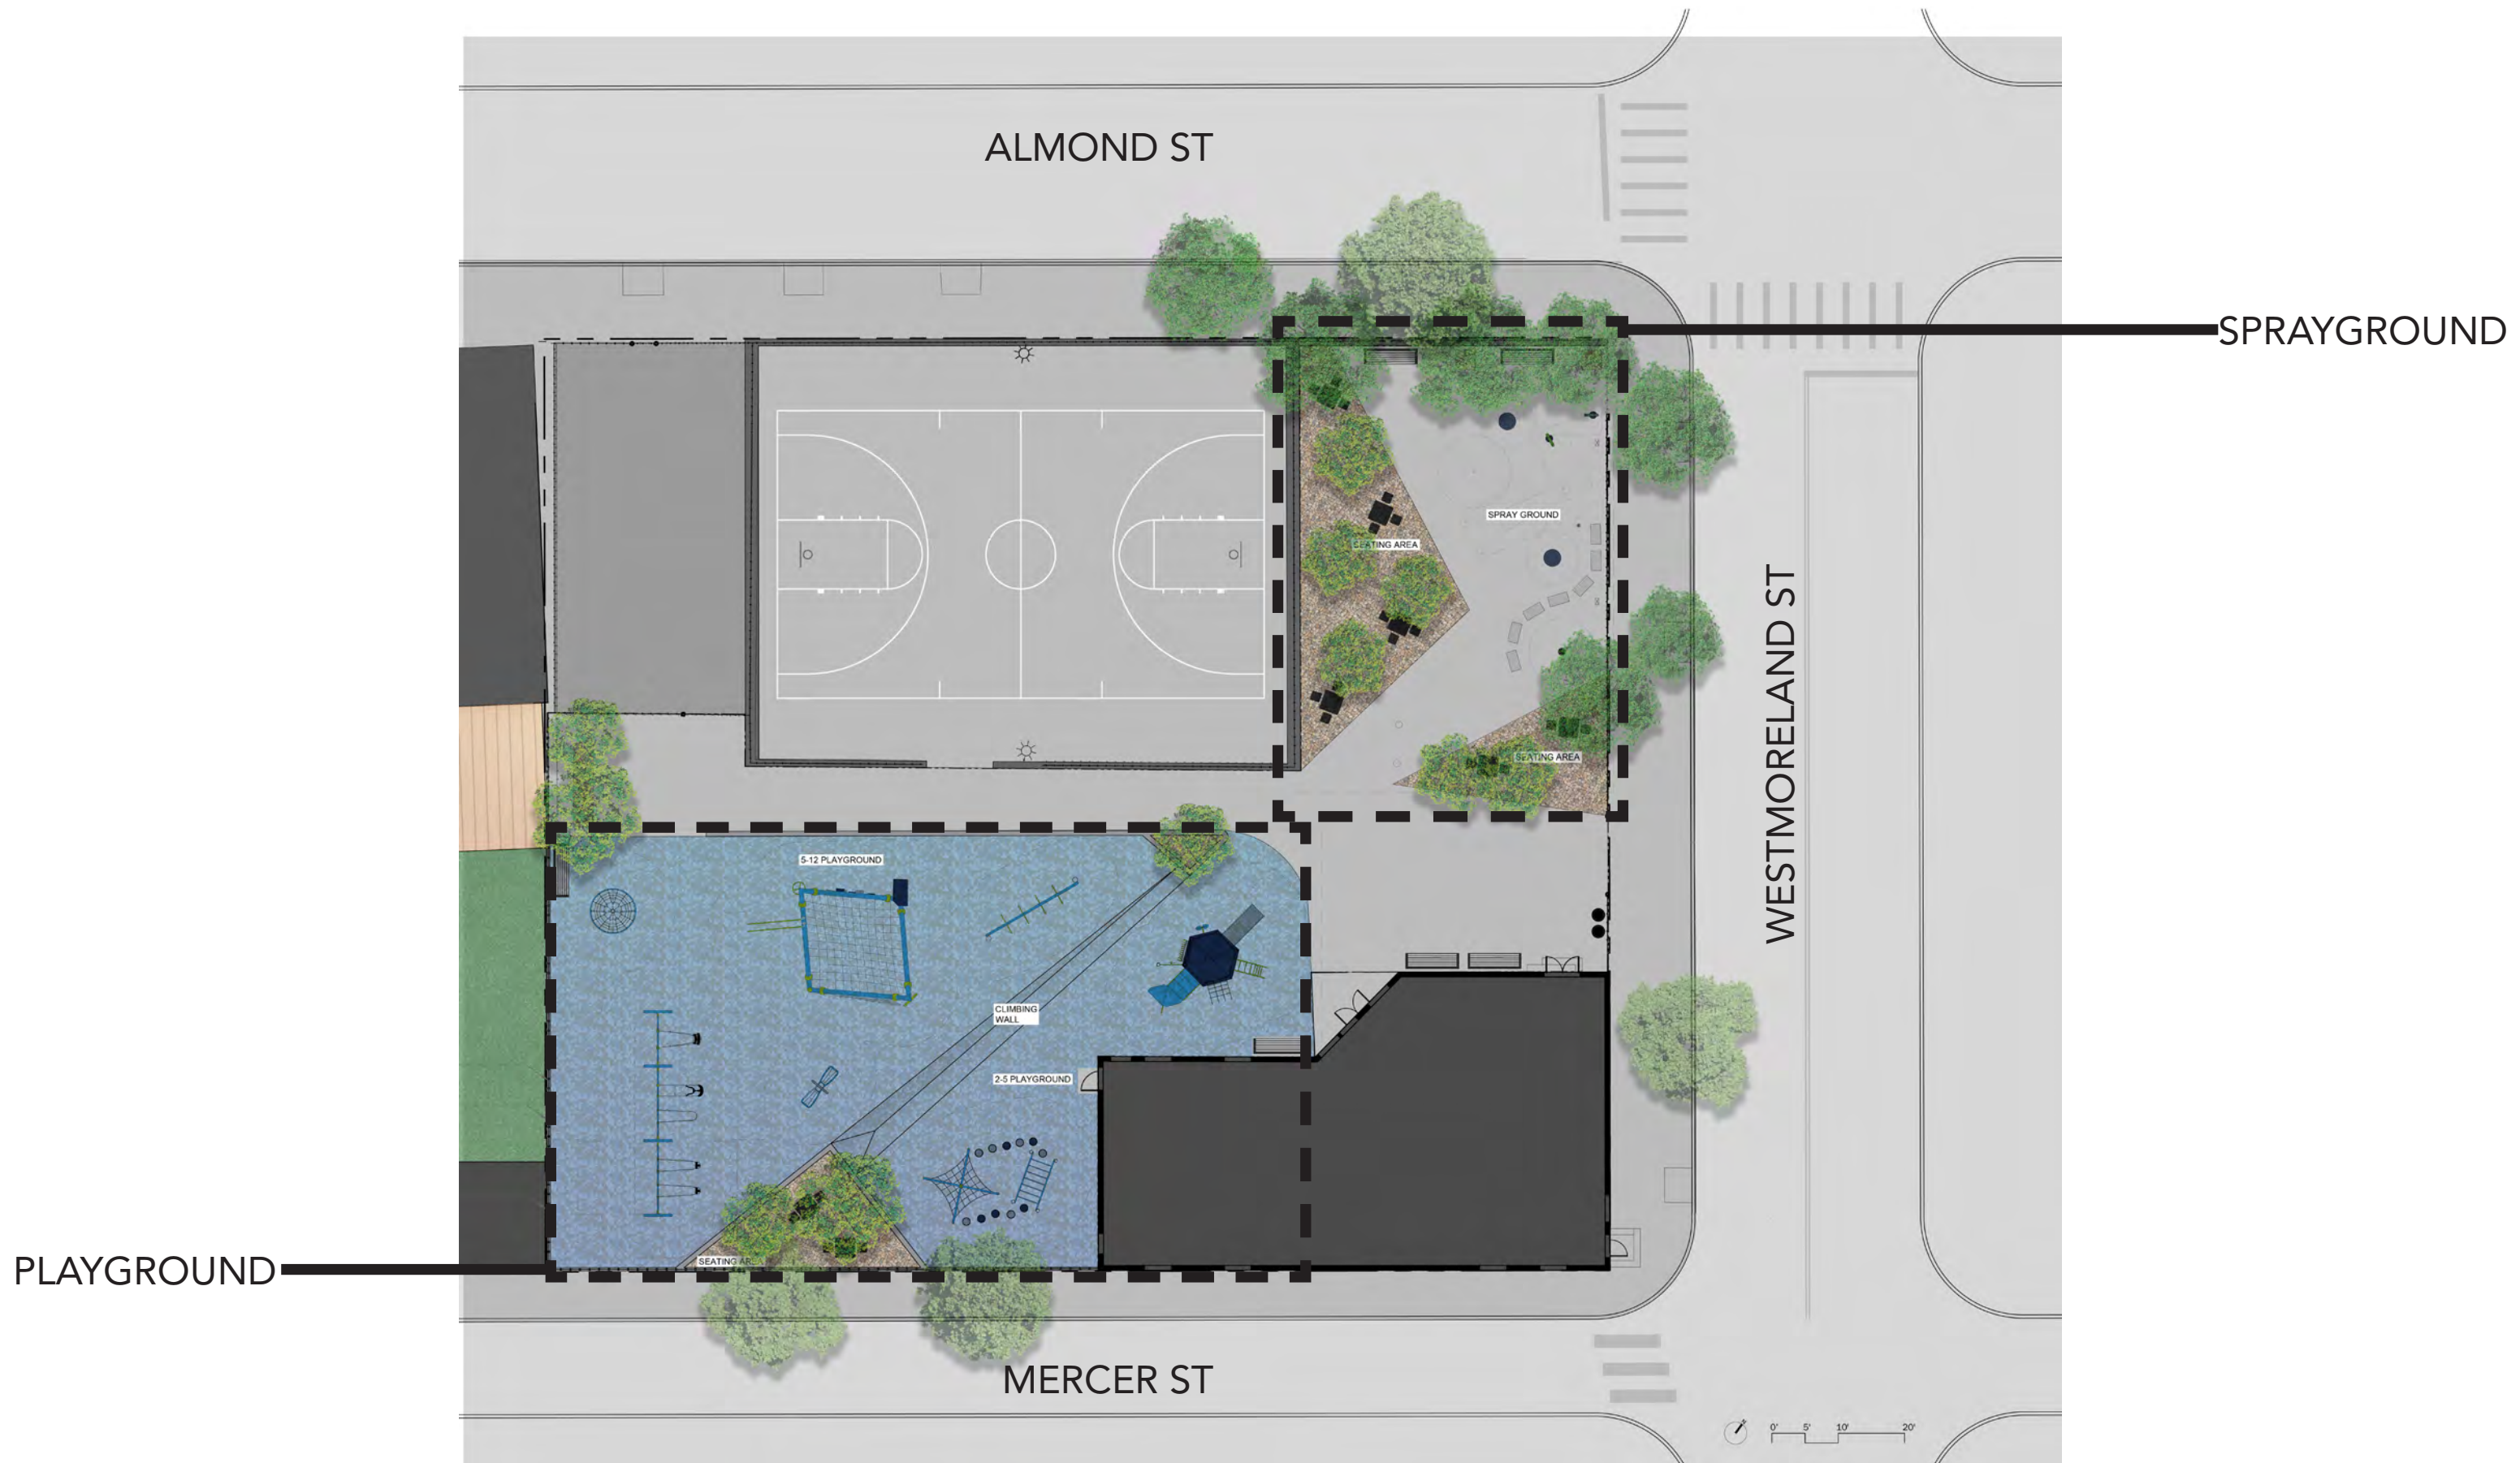 ALMOND ST
SPRAYGROUND
SPRAY GROUND
SEATING AREA
WESTMORELAND ST
SEATING AREA
5-12 PLAYGROUND
CLIMBING
WALL
2-5 PLAYGROUND
SEATING
PLAYGROUND
MERCER ST
0' 5' 10' 20'